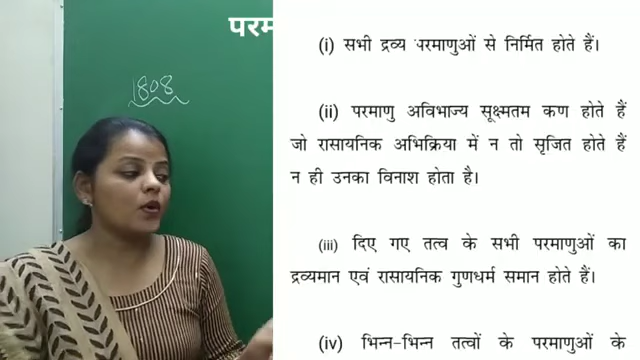 परम
1808
(i) सभी द्रव्य परमाणुओं से निर्मित होते हैं।
(ii) परमाणु अविभाज्य सूक्ष्मतम कण होते हैं
जो रासायनिक अभिक्रिया में न तो सृजित होते हैं
न ही उनका विनाश होता है।
(iii) दिए गए तत्व के सभी परमाणुओं का
द्रव्यमान एवं रासायनिक गुणधर्म समान होते हैं।
(iv) भिन्न-भिन्न तत्वों के परमाणुओं के